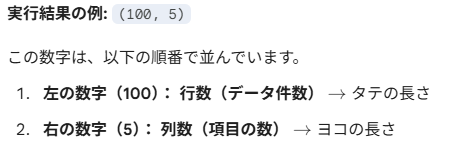 実行結果の例: (100, 5)
この数字は、以下の順番で並んでいます。
1. 左の数字（100）：行数（データ件数） → タテの長さ
2. 右の数字（5）：列数（項目の数） → ヨコの長さ